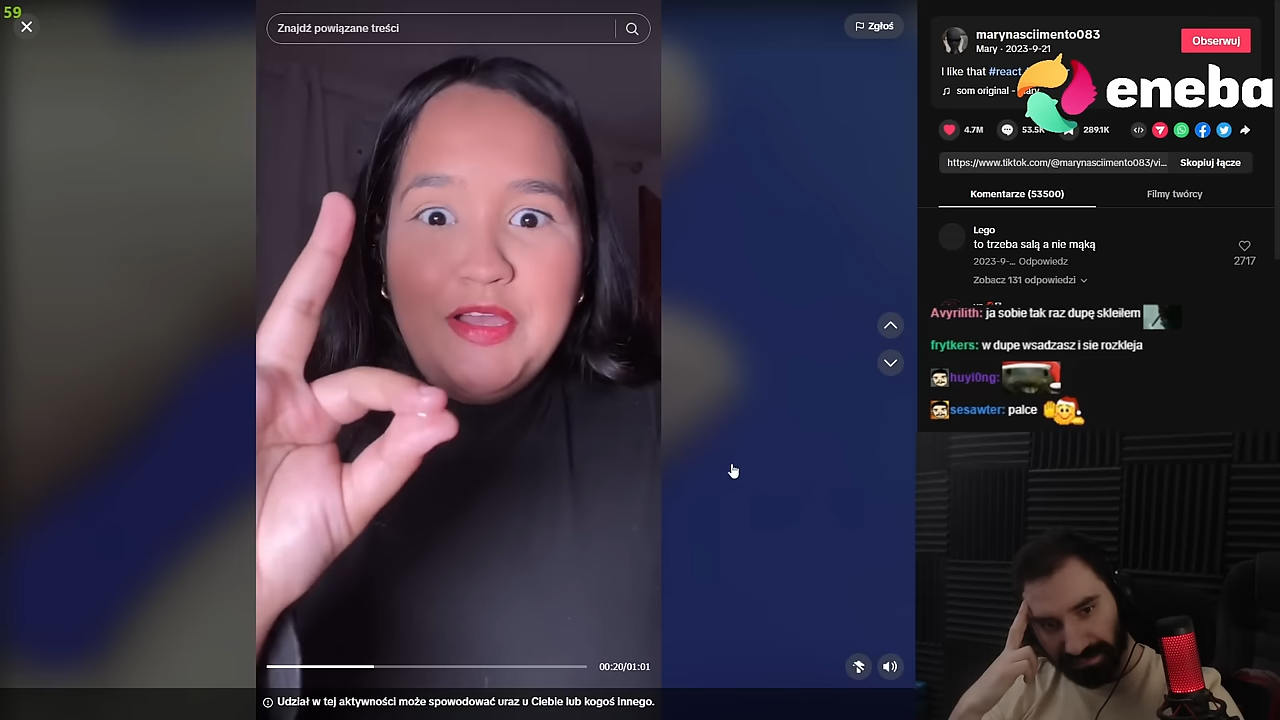 59
Znajdź powiązane treści
Zgłoś
marynasciimento083
Mary · 2023-9-21
Obserwuj
I like that #react
som original -
eneba
4.7M
53.5K
289.1K
https://www.tiktok.com/@marynasciimento083/vi...
Skopiuj łącze
Komentarze (53500)
Filmy twórcy
Lego
to trzeba salą a nie mąką
2023-9-... Odpowiedz
2717
Zobacz 131 odpowiedzi
Avyrilith: ja sobie tak raz dupę skleiłem
frytkers: w dupe wsadzasz i sie rozkleja
huyl0ng:
sesawter: palce
00:20/01:01
Udział w tej aktywności może spowodować uraz u Ciebie lub kogoś innego.